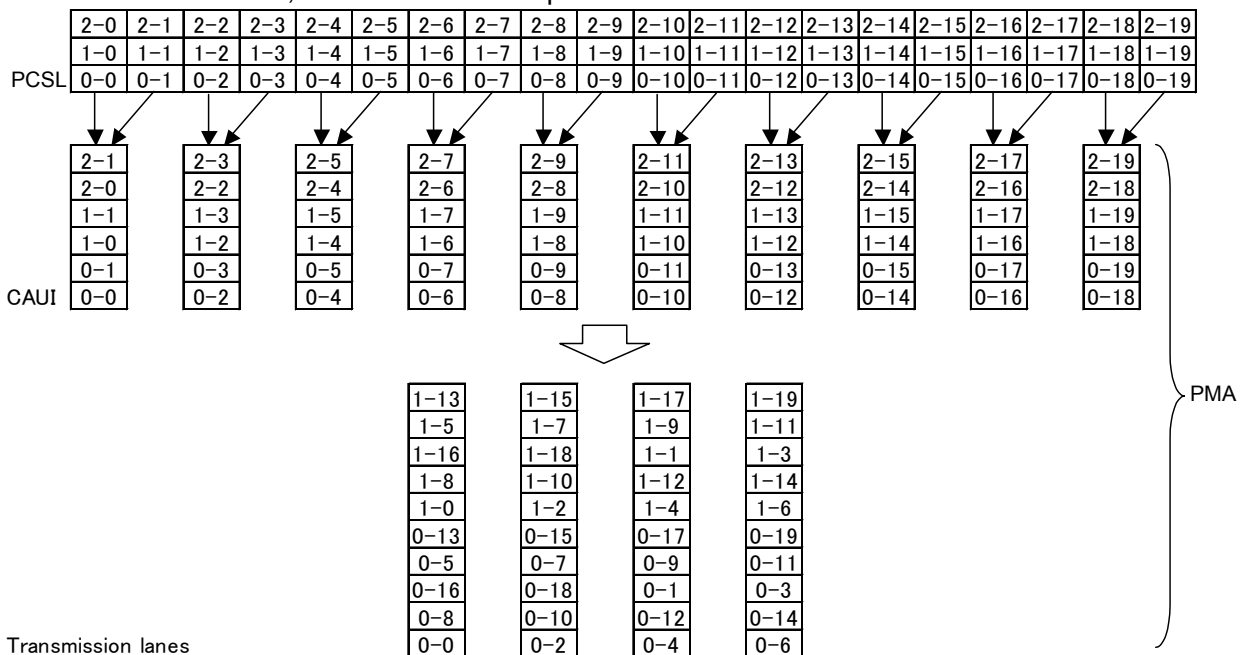 2-0 2-1 2-2 2-3 2-4 2-5 2-6 2-7 2-8 2-9 2-10 2-11 2-12 2-13 2-14 2-15 2-16 2-17 2-18 2-19
1-0 1-1 1-2 1-3 1-4 1-5 1-6 1-7 1-8 1-9 1-10 1-11 1-12 1-13 1-14 1-15 1-16 1-17 1-18 1-19
PCSL 0-0 0-1 0-2 0-3 0-4 0-5 0-6 0-7 0-8 0-9 0-10 0-11 0-12 0-13 0-14 0-15 0-16 0-17 0-18 0-19
2-1 2-3 2-5 2-7 2-9 2-11 2-13 2-15 2-17 2-19
2-0 2-2 2-4 2-6 2-8 2-10 2-12 2-14 2-16 2-18
1-1 1-3 1-5 1-7 1-9 1-11 1-13 1-15 1-17 1-19
1-0 1-2 1-4 1-6 1-8 1-10 1-12 1-14 1-16 1-18
0-1 0-3 0-5 0-7 0-9 0-11 0-13 0-15 0-17 0-19
CAUI 0-0 0-2 0-4 0-6 0-8 0-10 0-12 0-14 0-16 0-18
1-13 1-15 1-17 1-19 PMA
1-5 1-7 1-9 1-11
1-16 1-18 1-1 1-3
1-8 1-10 1-12 1-14
1-0 1-2 1-4 1-6
0-13 0-15 0-17 0-19
0-5 0-7 0-9 0-11
0-16 0-18 0-1 0-3
0-8 0-10 0-12 0-14
Transmission lanes 0-0 0-2 0-4 0-6